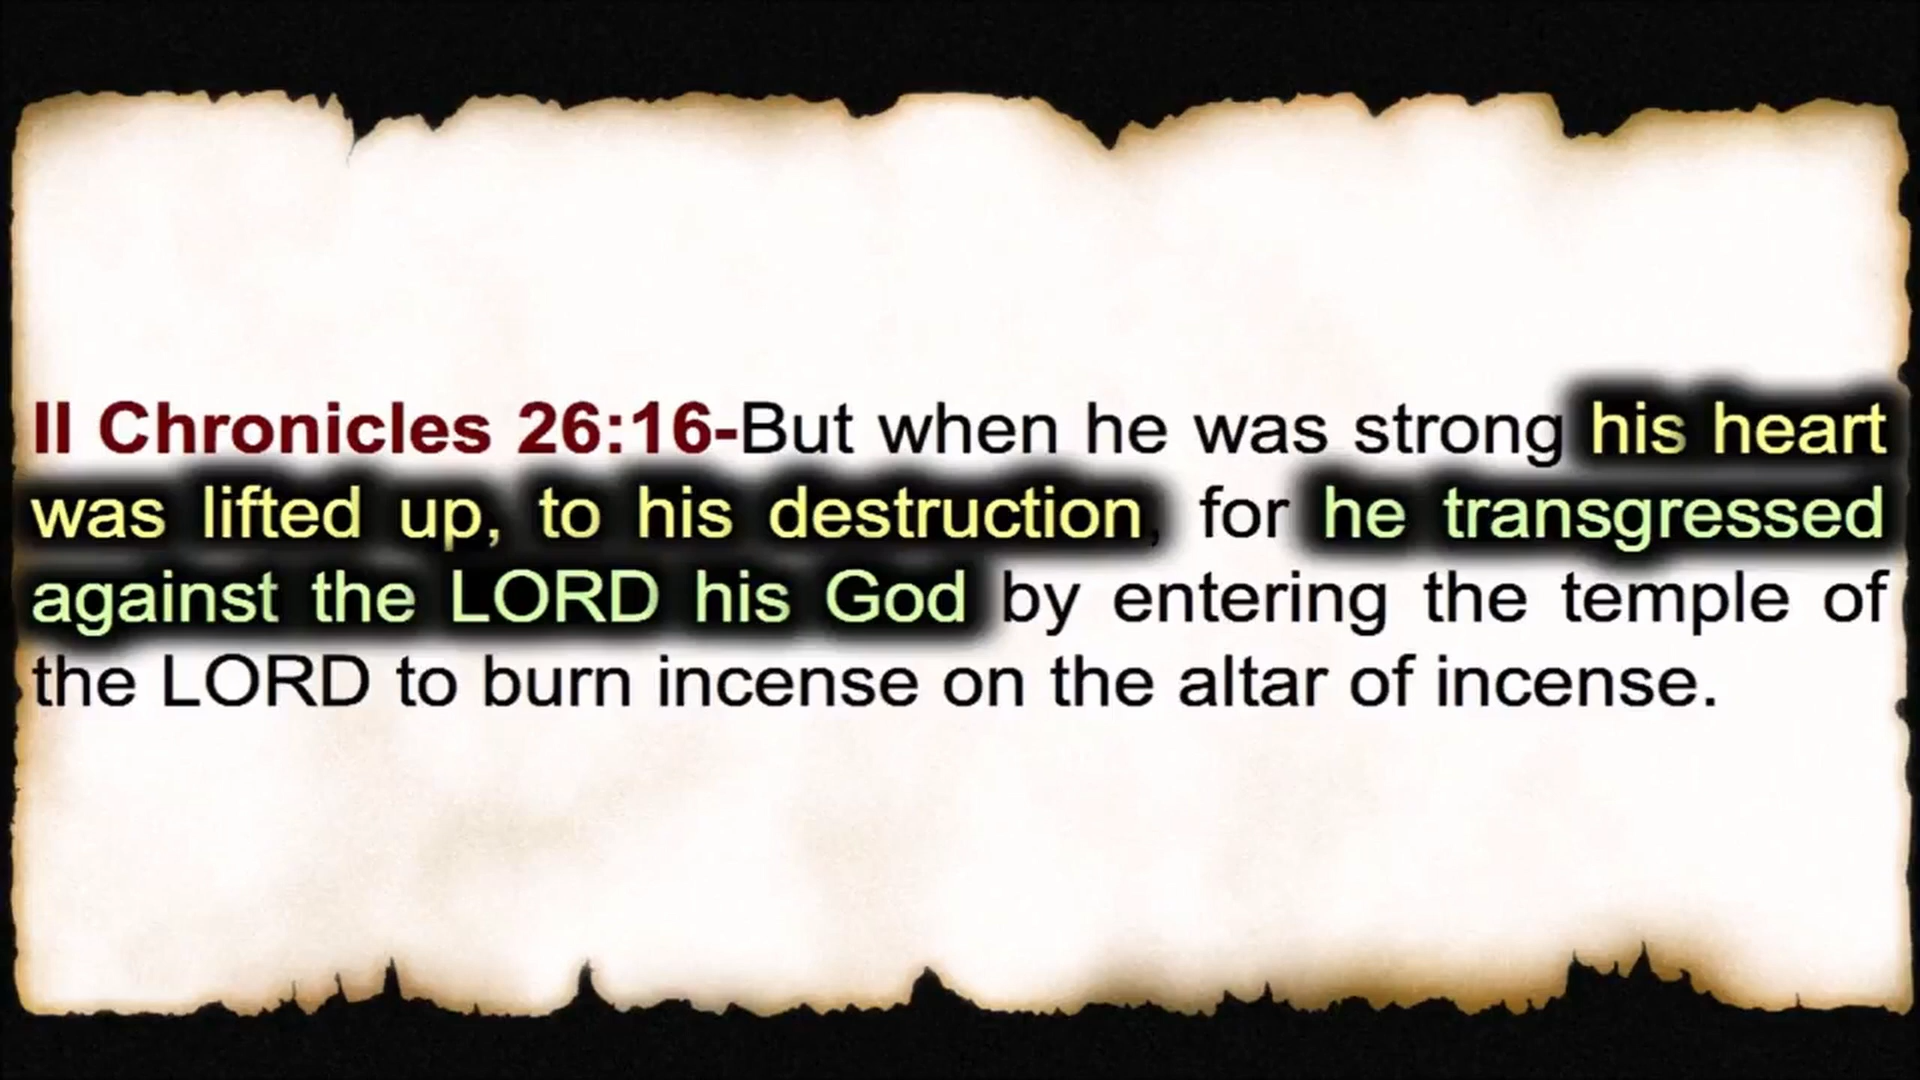 II Chronicles 26:16-But when he was strong his heart
was lifted up, to his destruction, for he transgressed
against the LORD his God by entering the temple of
the LORD to burn incense on the altar of incense.